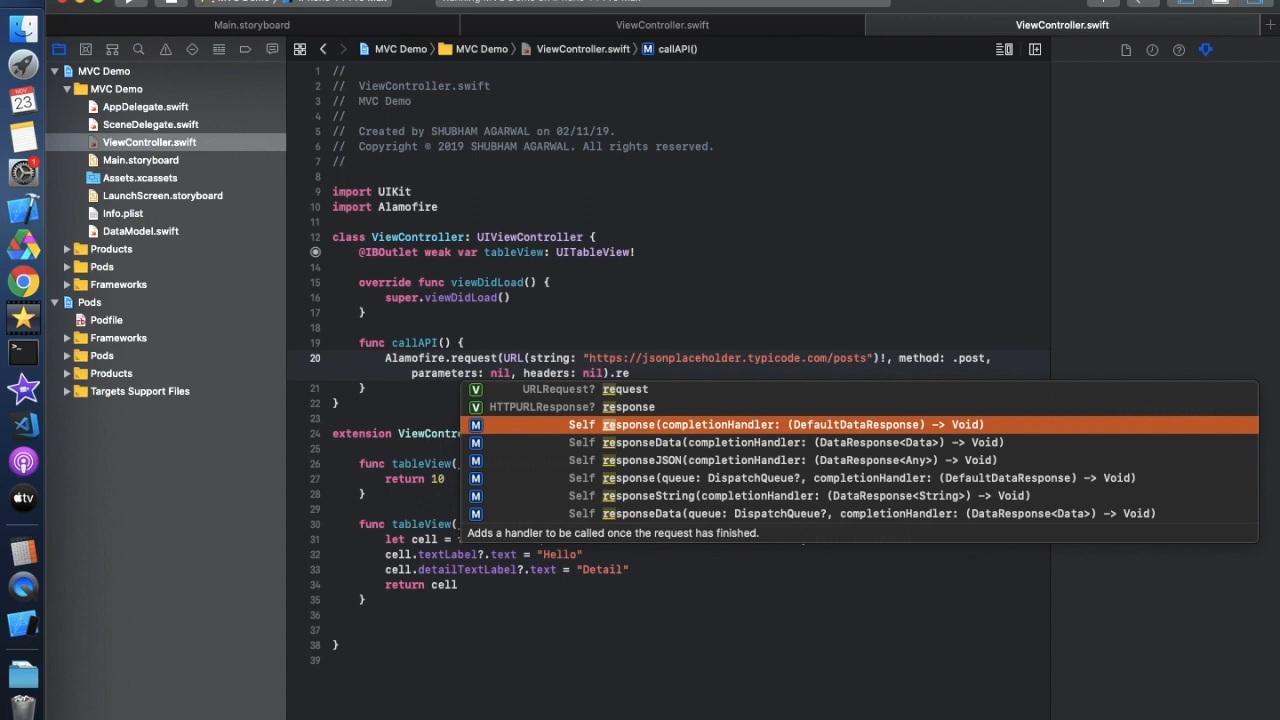 Main.storyboard
ViewController.swift
ViewController.swift
MVC Demo
MVC Demo
ViewController.swift
callAPI()
NOV
23
1
MVC Demo
MVC Demo
AppDelegate.swift
SceneDelegate.swift
ViewController.swift
Main.storyboard
Assets.xcassets
LaunchScreen.storyboard
Info.plist
DataModel.swift
Products
Pods
Frameworks
Pods
Podfile
Frameworks
Pods
Products
Targets Support Files
tv
1 //
2 // ViewController.swift
3 // MVC Demo
4 //
5 // Created by SHUBHAM AGARWAL on 02/11/19.
6 // Copyright © 2019 SHUBHAM AGARWAL. All rights reserved.
7 //
8
9 import UIKit
10 import Alamofire
11
12 class ViewController: UIViewController {
@IBOutlet weak var tableView: UITableView!
14
15 override func viewDidLoad() {
16 super.viewDidLoad()
17 }
18
19 func callAPI() {
20 Alamofire.request(URL(string: "https://jsonplaceholder.typicode.com/posts")!, method: .post,
parameters: nil, headers: nil).re
21 }
22 }
23
24 extension ViewContro
25
26 func tableView(
27 return 10
28 }
29
30 func tableView(
31 let cell =
32 cell.textLabel?.text = "Hello"
33 cell.detailTextLabel?.text = "Detail"
34 return cell
35 }
36
37
38 }
39
V URLRequest? request
V HTTPURLResponse? response
M Self response(completionHandler: (DefaultDataResponse) -> Void)
M Self responseData(completionHandler: (DataResponse<Data>) -> Void)
M Self responseJSON(completionHandler: (DataResponse<Any>) -> Void)
M Self response(queue: DispatchQueue?, completionHandler: (DefaultDataResponse) -> Void)
M Self responseString(completionHandler: (DataResponse<String>) -> Void)
M Self responseData(queue: DispatchQueue?, completionHandler: (DataResponse<Data>) -> Void)
Adds a handler to be called once the request has finished.